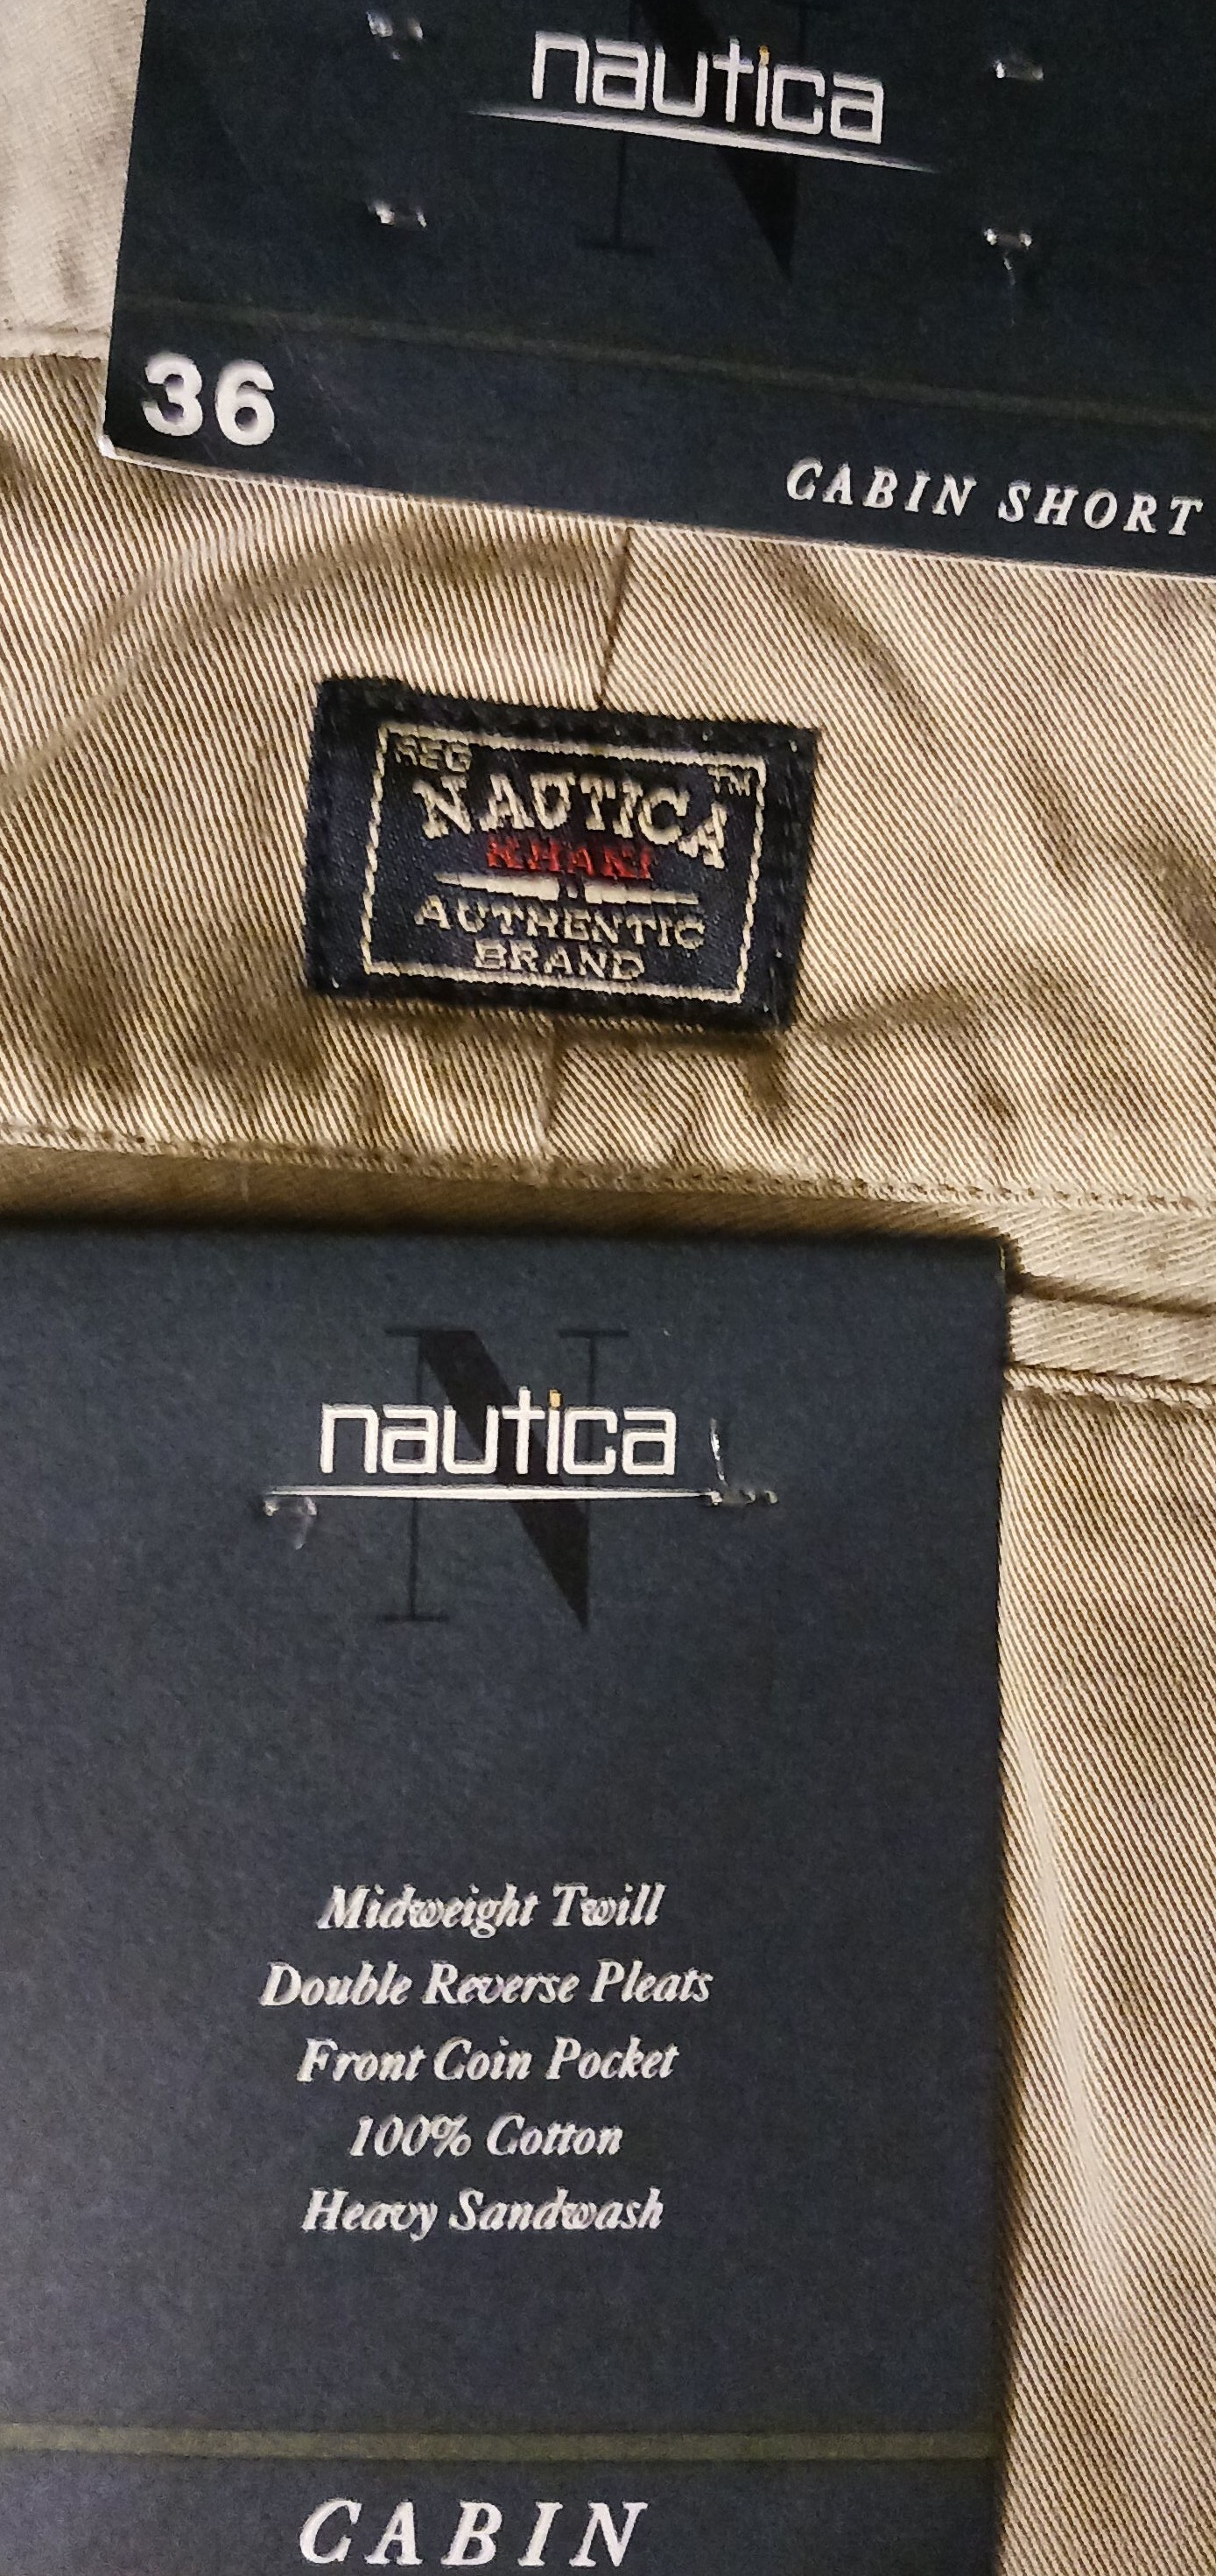 nautica
36
CABIN SHORT
REG TM
NAUTICA
KHAKI
AUTHENTIC
BRAND
N
nautica
Midweight Twill
Double Reverse Pleats
Front Coin Pocket
100% Cotton
Heavy Sandwash
CABIN